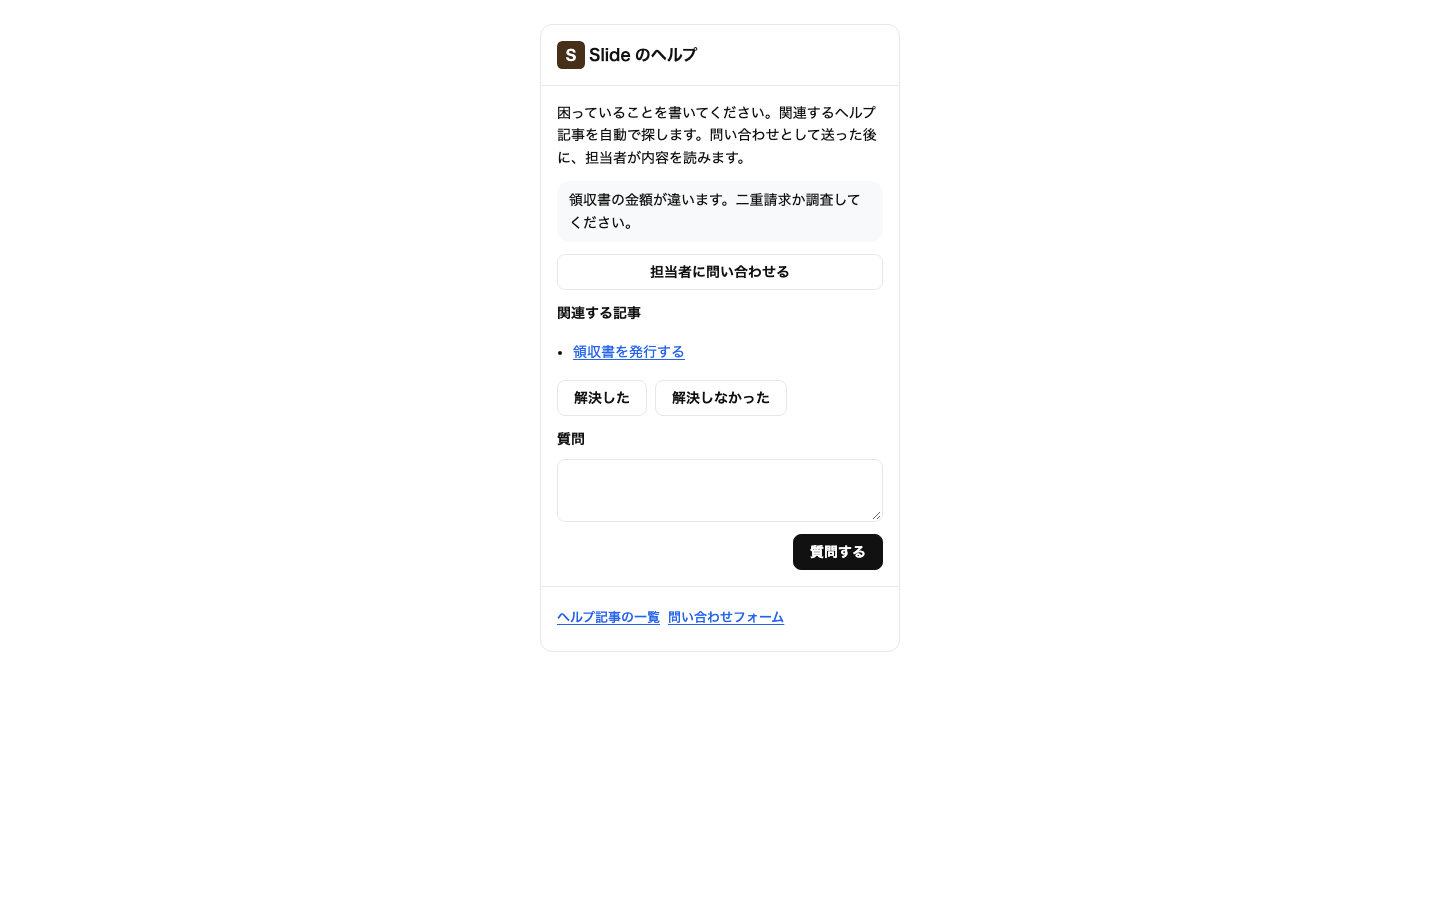 S Slide のヘルプ
困っていることを書いてください。関連するヘルプ
記事を自動で探します。問い合わせとして送った後
に、担当者が内容を読みます。
領収書の金額が違います。二重請求か調査して
ください。
担当者に問い合わせる
関連する記事
• 領収書を発行する
解決した 解決しなかった
質問
質問する
ヘルプ記事の一覧 問い合わせフォーム